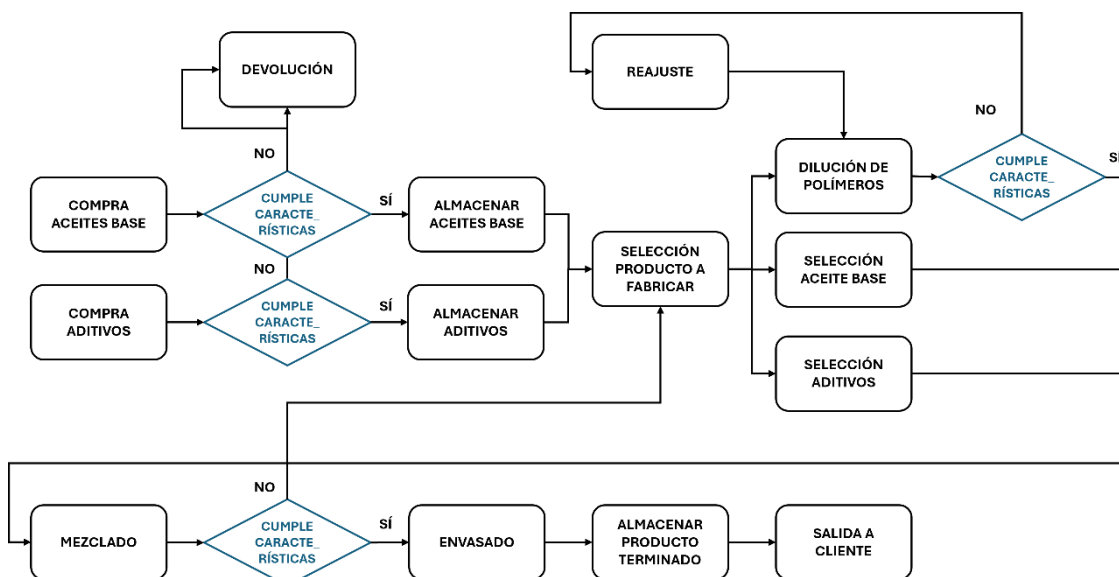 DEVOLUCIÓN
REAJUSTE
NO
NO
SÍ
COMPRA
ACEITES BASE
CUMPLE
CARACTE_
RÍSTICAS
SÍ
ALMACENAR
ACEITES BASE
DILUCIÓN DE
POLÍMEROS
CUMPLE
CARACTE_
RÍSTICAS
SELECCIÓN
PRODUCTO A
FABRICAR
SELECCIÓN
ACEITE BASE
NO
COMPRA
ADITIVOS
CUMPLE
CARACTE_
RÍSTICAS
SÍ
ALMACENAR
ADITIVOS
SELECCIÓN
ADITIVOS
NO
MEZCLADO
CUMPLE
CARACTE_
RÍSTICAS
SÍ
ENVASADO
ALMACENAR
PRODUCTO
TERMINADO
SALIDA A
CLIENTE